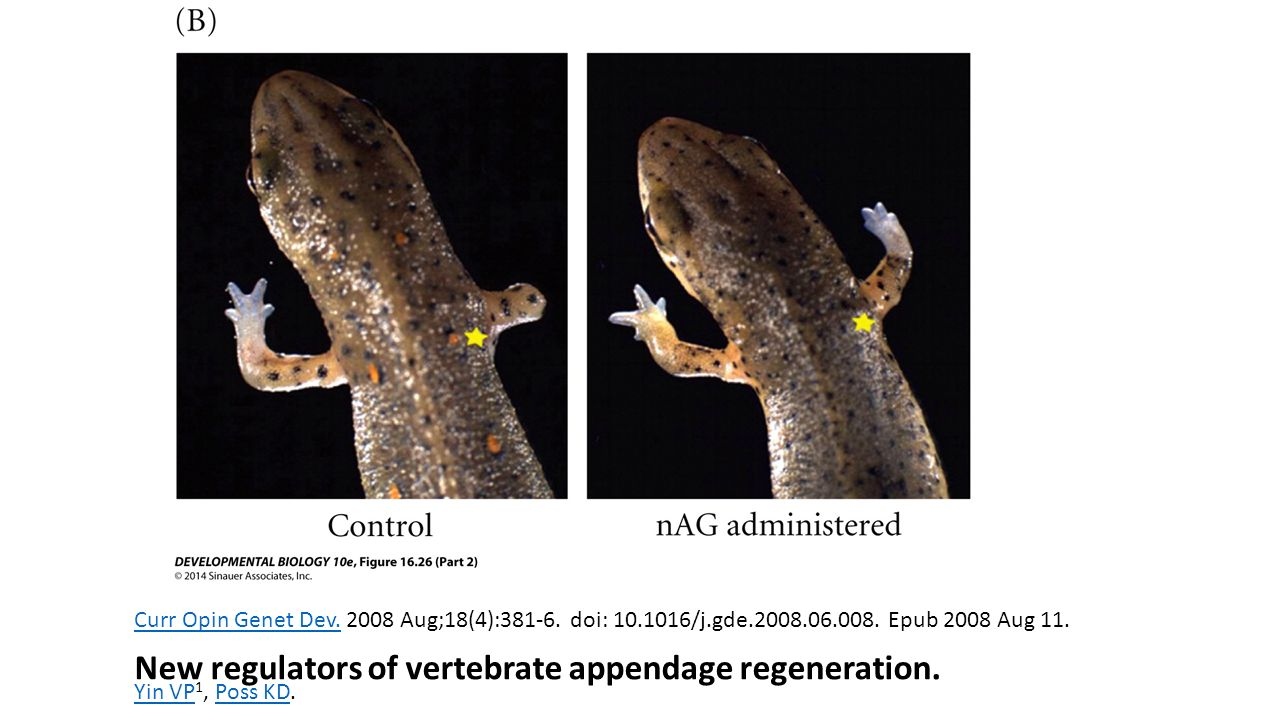 (B)
Control
nAG administered
DEVELOPMENTAL BIOLOGY 10e, Figure 16.26 (Part 2)
© 2014 Sinauer Associates, Inc.
Curr Opin Genet Dev. 2008 Aug;18(4):381-6. doi: 10.1016/j.gde.2008.06.008. Epub 2008 Aug 11.
New regulators of vertebrate appendage regeneration.
Yin VP1, Poss KD.